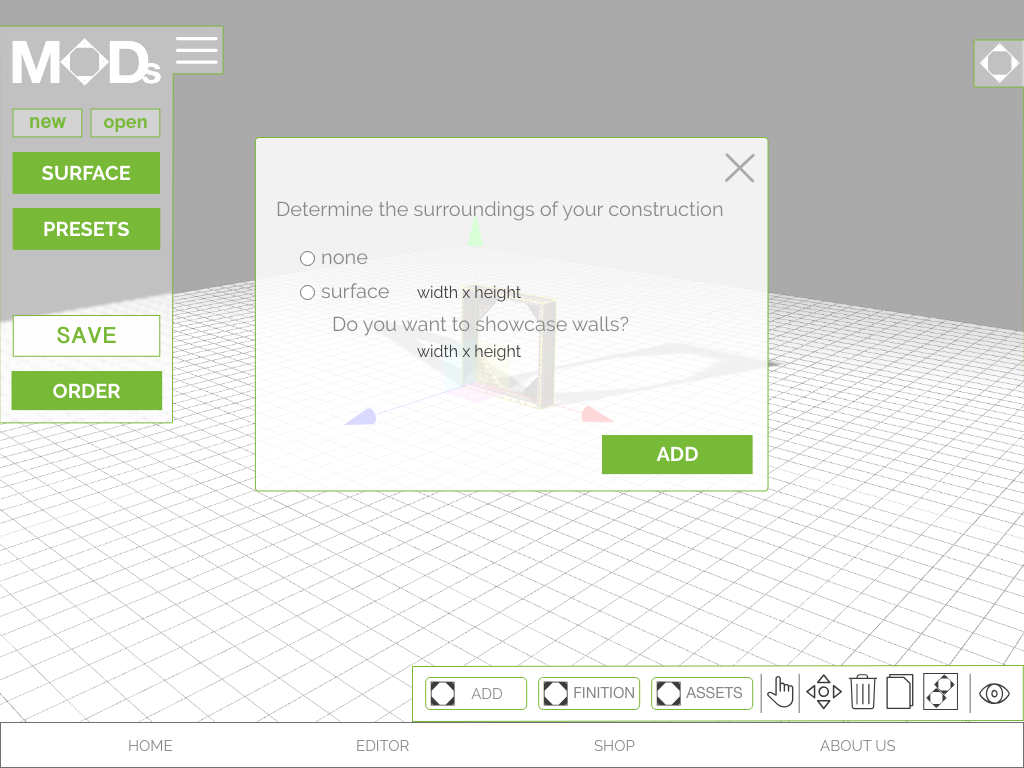 MODs
new
open
SURFACE
PRESETS
SAVE
ORDER
Determine the surroundings of your construction
none
surface width x height
Do you want to showcase walls?
width x height
ADD
ADD
FINITION
ASSETS
HOME
EDITOR
SHOP
ABOUT US